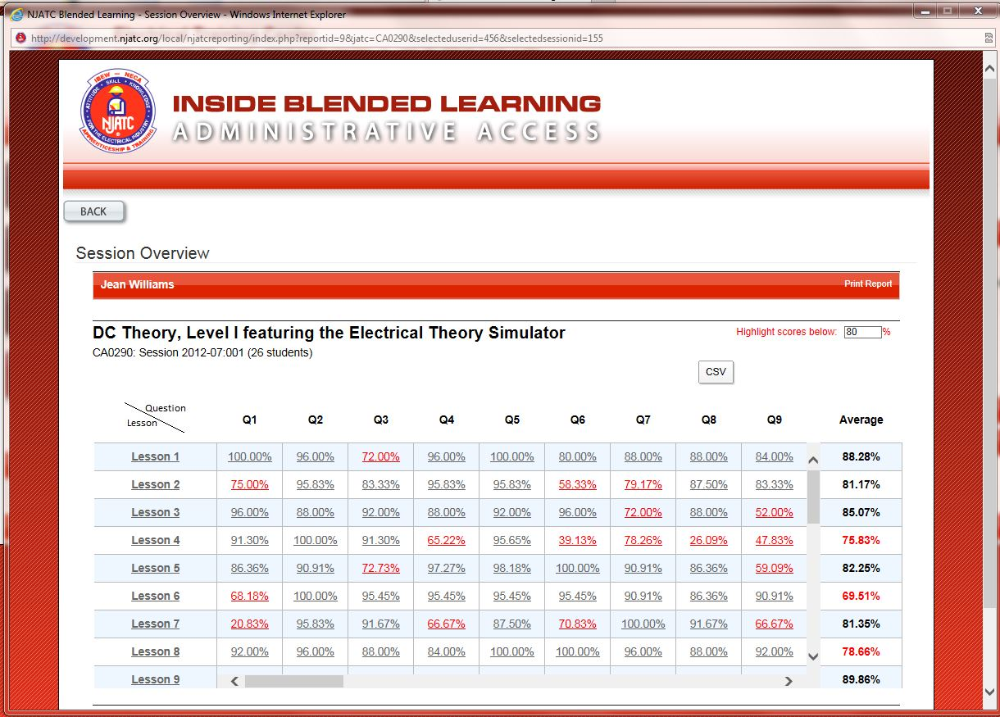 NJATC Blended Learning - Session Overview - Windows Internet Explorer
http://development.njatc.org/local/njatcreporting/index.php?reportid=9&jatc=CA0290&selecteduserid=456&selectedsessionid=155
IBEW — NECA
ATTITUDE • SKILL • KNOWLEDGE
NJATC
FOR THE ELECTRICAL INDUSTRY
APPRENTICESHIP & TRAINING
INSIDE BLENDED LEARNING
ADMINISTRATIVE ACCESS
BACK
Session Overview
Jean Williams Print Report
DC Theory, Level I featuring the Electrical Theory Simulator Highlight scores below: 80 %
CA0290: Session 2012-07:001 (26 students)
CSV
Question
Lesson Q1 Q2 Q3 Q4 Q5 Q6 Q7 Q8 Q9 Average
Lesson 1 100.00% 96.00% 72.00% 96.00% 100.00% 80.00% 88.00% 88.00% 84.00% 88.28%
Lesson 2 75.00% 95.83% 83.33% 95.83% 95.83% 58.33% 79.17% 87.50% 83.33% 81.17%
Lesson 3 96.00% 88.00% 92.00% 88.00% 92.00% 96.00% 72.00% 88.00% 52.00% 85.07%
Lesson 4 91.30% 100.00% 91.30% 65.22% 95.65% 39.13% 78.26% 26.09% 47.83% 75.83%
Lesson 5 86.36% 90.91% 72.73% 97.27% 98.18% 100.00% 90.91% 86.36% 59.09% 82.25%
Lesson 6 68.18% 100.00% 95.45% 95.45% 95.45% 95.45% 90.91% 86.36% 90.91% 69.51%
Lesson 7 20.83% 95.83% 91.67% 66.67% 87.50% 70.83% 100.00% 91.67% 66.67% 81.35%
Lesson 8 92.00% 96.00% 88.00% 84.00% 100.00% 100.00% 96.00% 88.00% 92.00% 78.66%
Lesson 9 89.86%